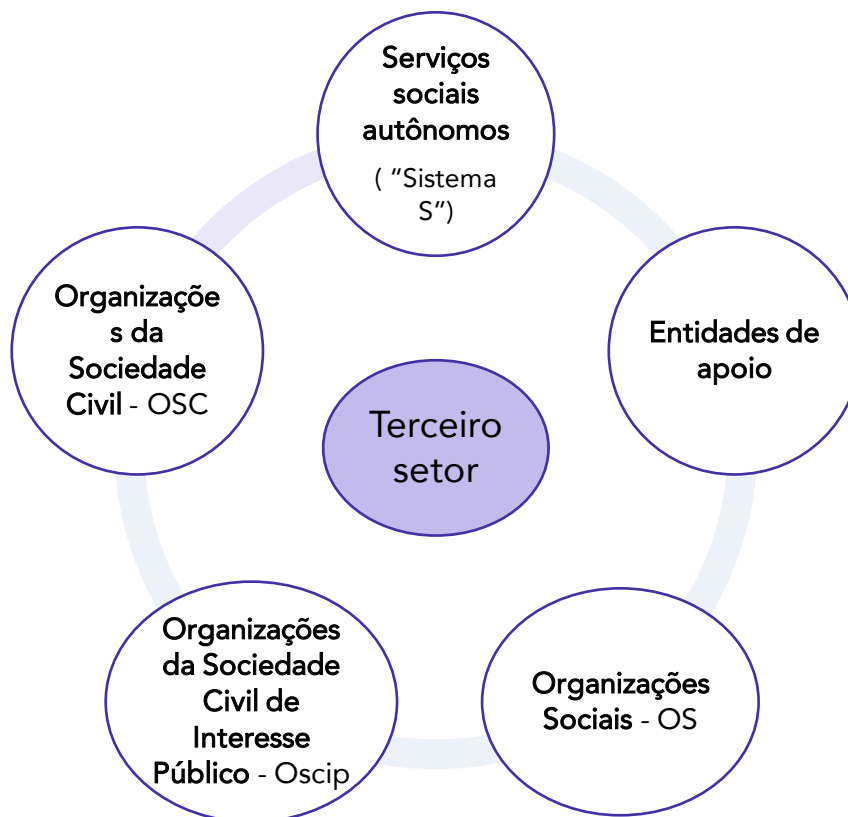 Serviços
sociais
autônomos
( “Sistema
S”)
Entidades de
apoio
Organizações
Sociais - OS
Organizações
da Sociedade
Civil de
Interesse
Público - Oscip
Organizaçõe
s da
Sociedade
Civil - OSC
Terceiro
setor